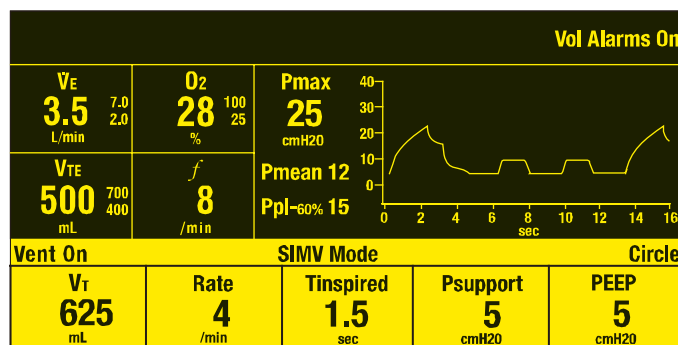 Vol Alarms On
V̇E
3.5
7.0
2.0
L/min
O2
28
100
25
%
Pmax
25
cmH20
VTE
500
700
400
mL
f
8
/min
Pmean 12
Ppl-60% 15
40
30
20
10
0
0 2 4 6 8 10 12 14 16
sec
Vent On SIMV Mode Circle
VT Rate Tinspired Psupport PEEP
625 4 1.5 5 5
mL /min sec cmH20 cmH20